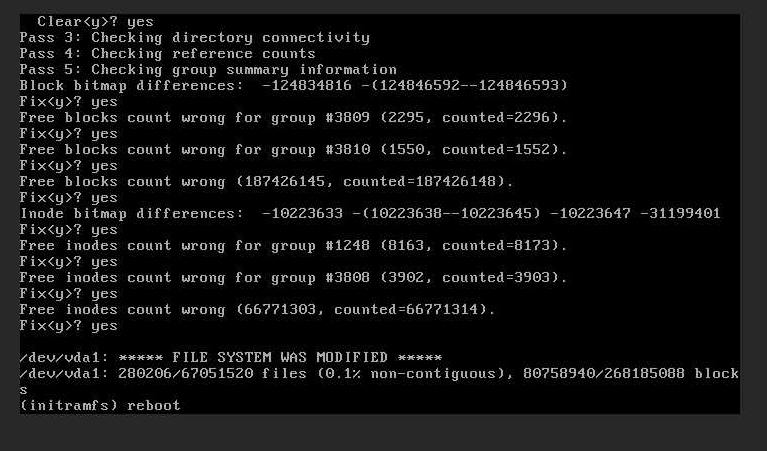 Clear<y>? yes
Pass 3: Checking directory connectivity
Pass 4: Checking reference counts
Pass 5: Checking group summary information
Block bitmap differences:  -124834816 -(124846592--124846593)
Fix<y>? yes
Free blocks count wrong for group #3809 (2295, counted=2296).
Fix<y>? yes
Free blocks count wrong for group #3810 (1550, counted=1552).
Fix<y>? yes
Free blocks count wrong (187426145, counted=187426148).
Fix<y>? yes
Inode bitmap differences:  -10223633 -(10223638--10223645) -10223647 -31199401
Fix<y>? yes
Free inodes count wrong for group #1248 (8163, counted=8173).
Fix<y>? yes
Free inodes count wrong for group #3808 (3902, counted=3903).
Fix<y>? yes
Free inodes count wrong (66771303, counted=66771314).
Fix<y>? yes
/dev/vda1: ***** FILE SYSTEM WAS MODIFIED *****
/dev/vda1: 280206/67051520 files (0.1% non-contiguous), 80758940/268185088 block
s
(initramfs) reboot